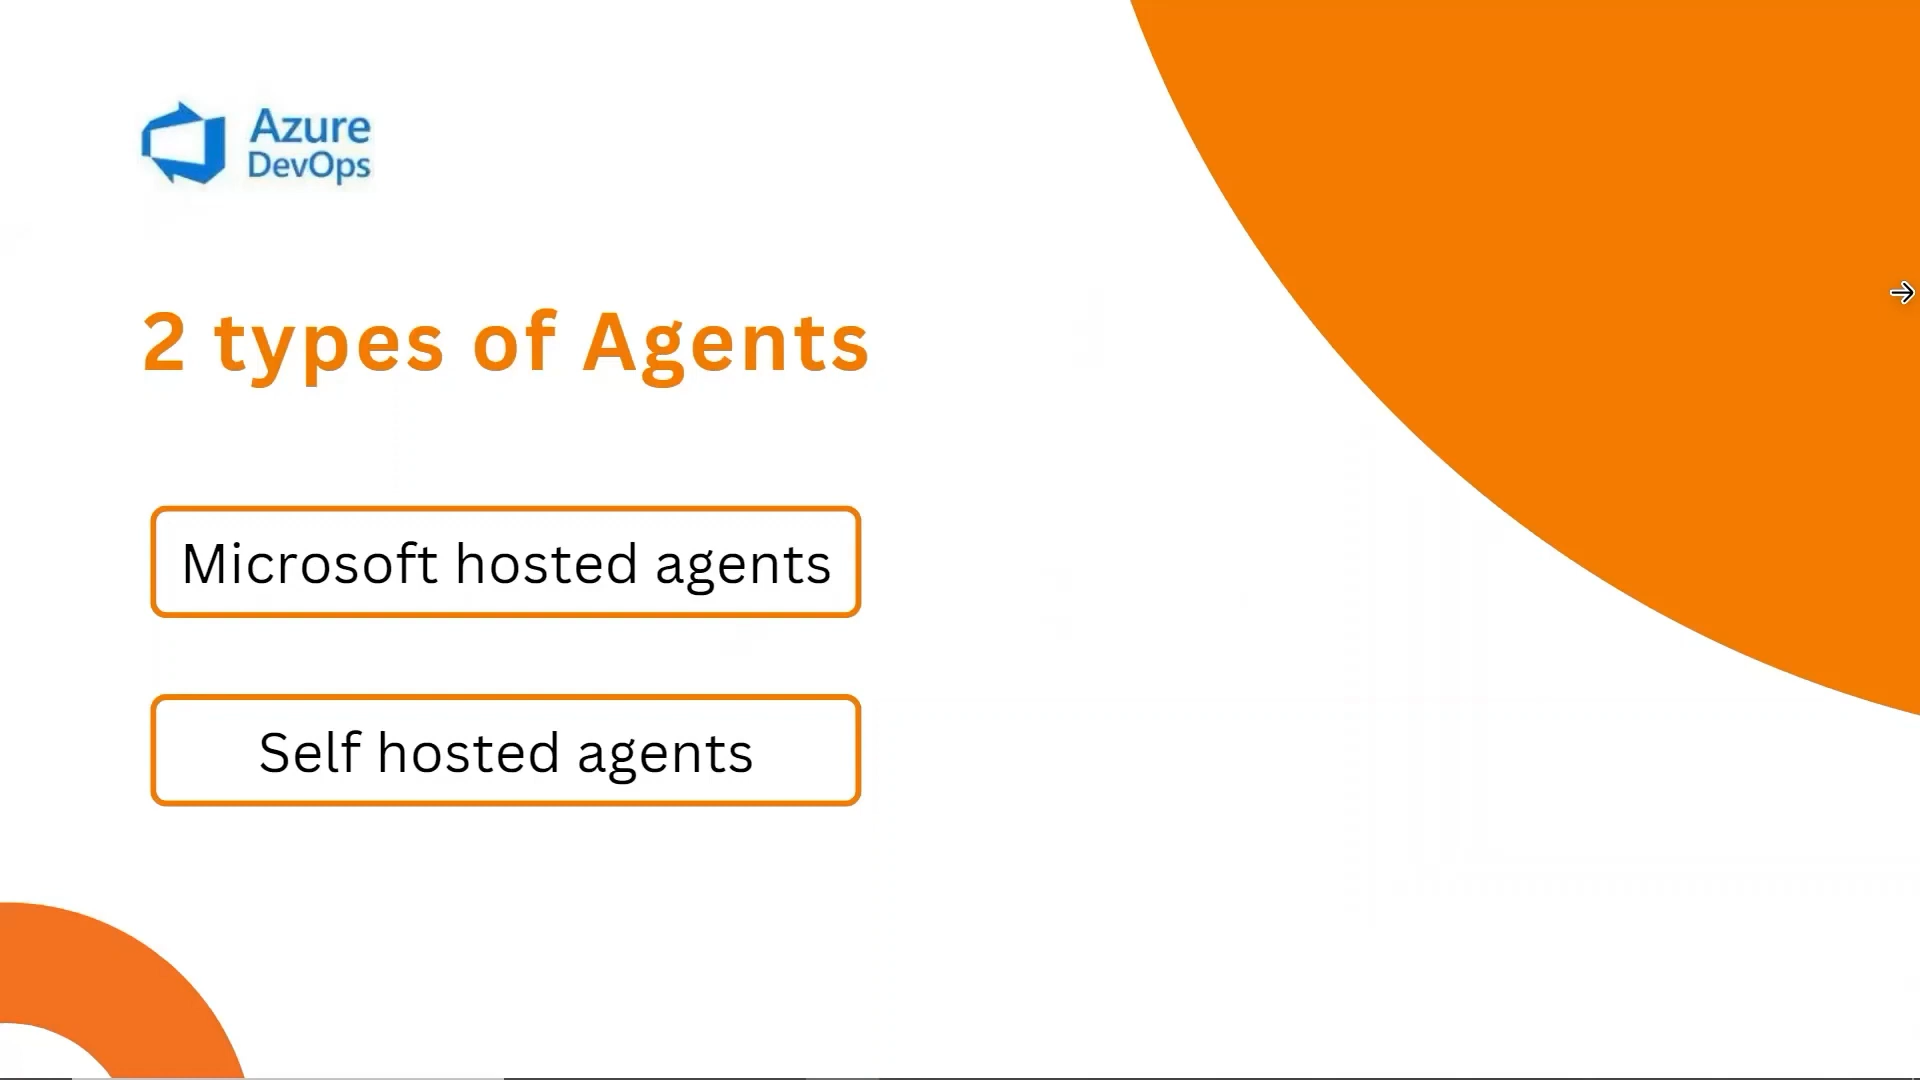 Azure
DevOps
2 types of Agents
Microsoft hosted agents
Self hosted agents